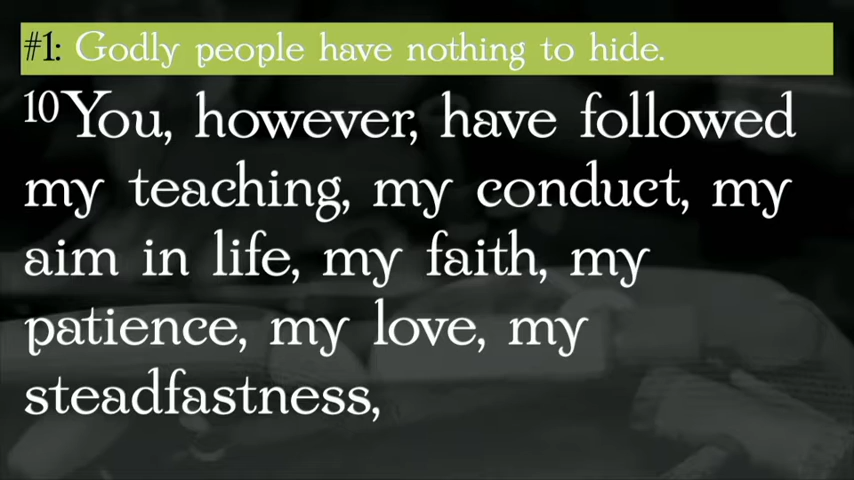 #1: Godly people have nothing to hide.
10You, however, have followed
my teaching, my conduct, my
aim in life, my faith, my
patience, my love, my
steadfastness,